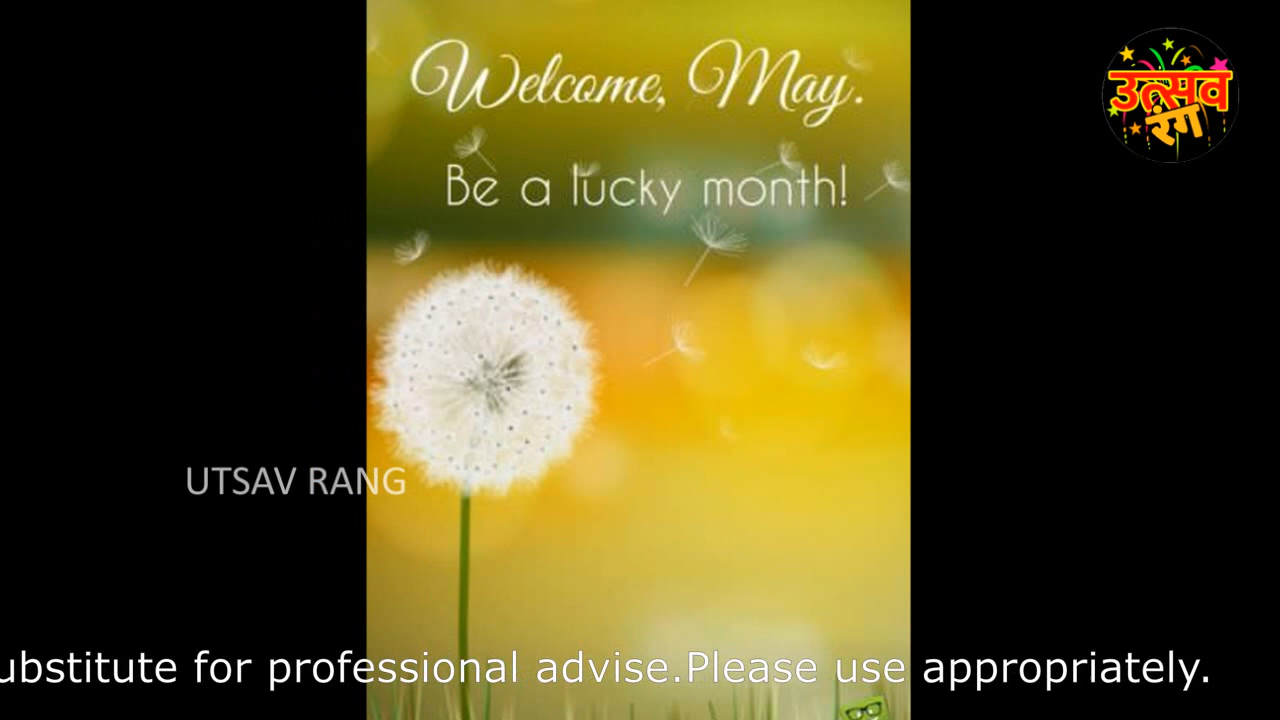 Welcome, May.
उत्सव
रंग
Be a lucky month!
UTSAV RANG
ubstitute for professional advise.Please use appropriately.